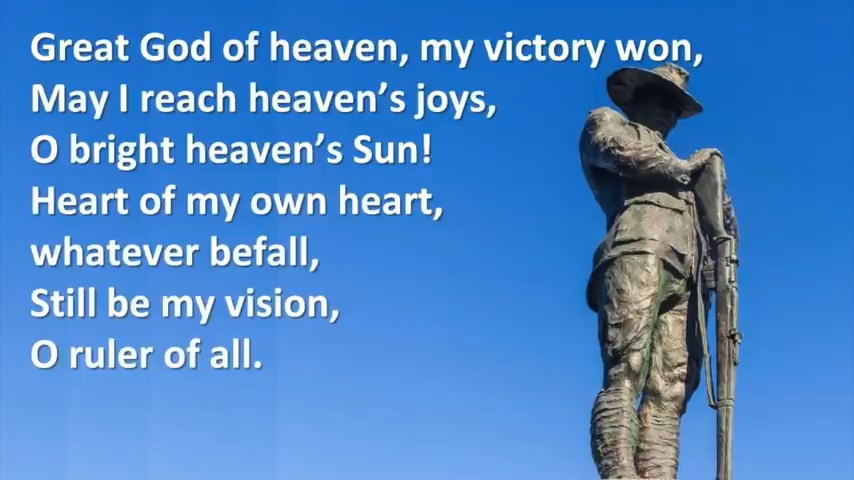 Great God of heaven, my victory won,
May I reach heaven’s joys,
O bright heaven’s Sun!
Heart of my own heart,
whatever befall,
Still be my vision,
O ruler of all.